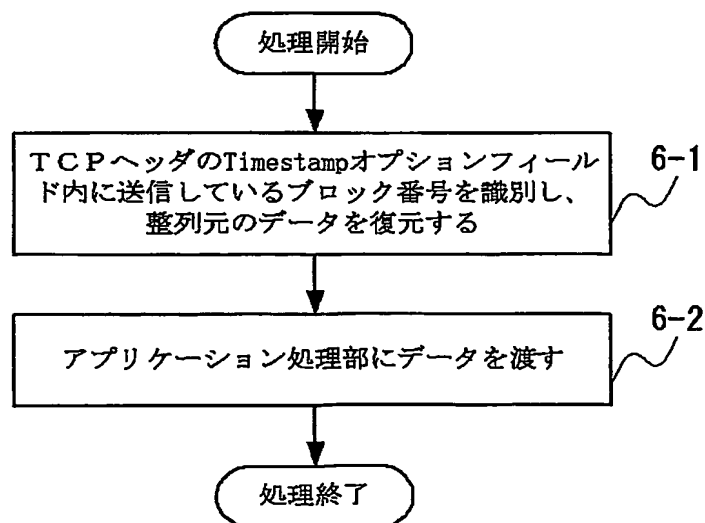 処理開始
TCPヘッダのTimestampオプションフィール
ド内に送信しているブロック番号を識別し、
整列元のデータを復元する
6-1
アプリケーション処理部にデータを渡す
6-2
処理終了